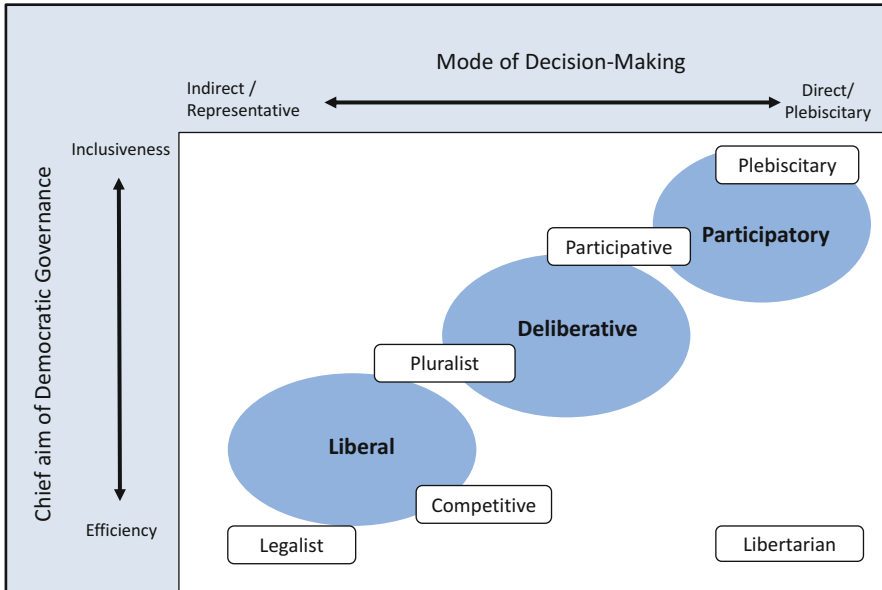 Mode of Decision-Making
Indirect /
Representative
Direct/
Plebiscitary
Chief aim of Democratic Governance
Inclusiveness
Efficiency
Plebiscitary
Participatory
Participative
Deliberative
Pluralist
Liberal
Competitive
Legalist
Libertarian